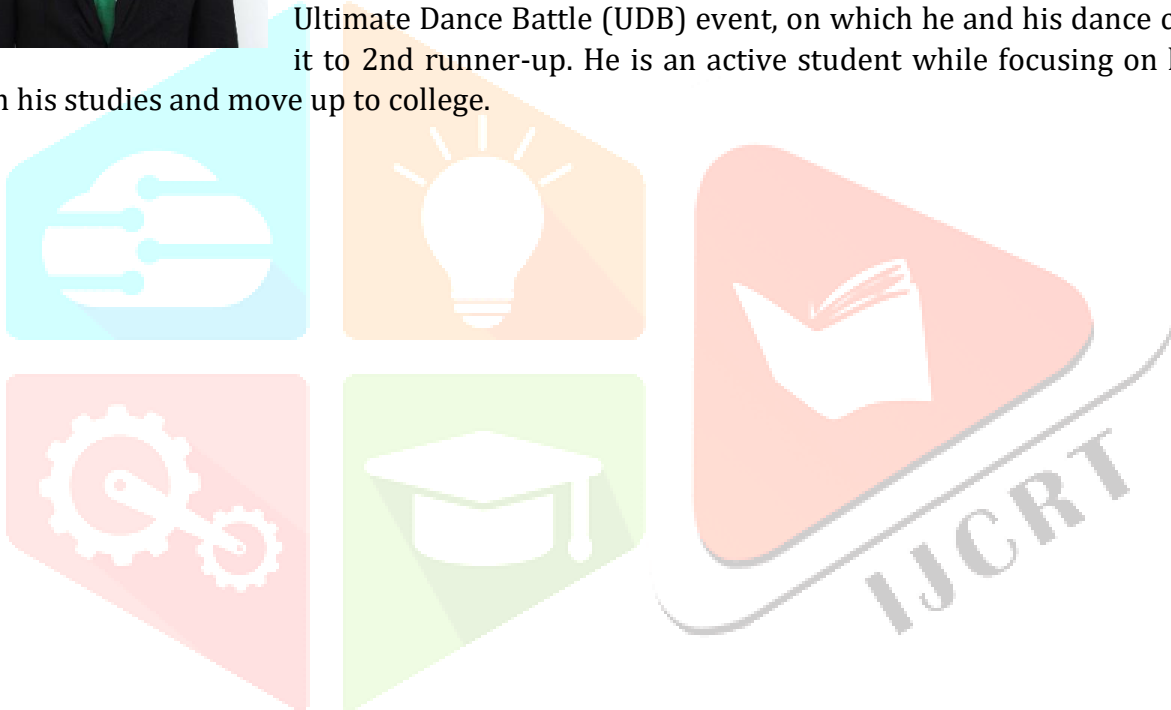 Ultimate Dance Battle (UDB) event, on which he and his dance
it to 2nd runner-up. He is an active student while focusing on
his studies and move up to college.
IJCRT